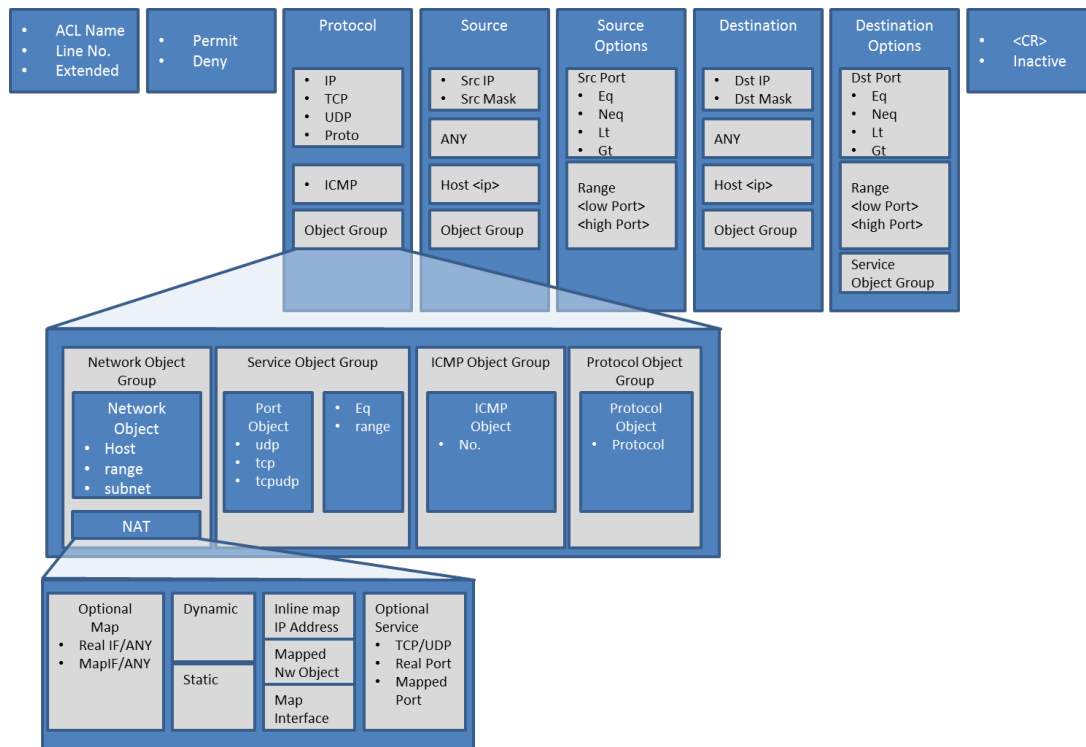 • ACL Name
• Line No.
• Extended
• Permit
• Deny
Protocol
• IP
• TCP
• UDP
• Proto
• ICMP
Object Group
Source
• Src IP
• Src Mask
ANY
Host <ip>
Object Group
Source
Options
Src Port
• Eq
• Neq
• Lt
• Gt
Range
<low Port>
<high Port>
Destination
• Dst IP
• Dst Mask
ANY
Host <ip>
Object Group
Destination
Options
Dst Port
• Eq
• Neq
• Lt
• Gt
Range
<low Port>
<high Port>
Service
Object Group
• <CR>
• Inactive
Network Object
Group
Network
Object
• Host
• range
• subnet
NAT
Service Object Group
Port
Object
• udp
• tcp
• tcpudp
• Eq
• range
ICMP Object Group
ICMP
Object
• No.
Protocol Object
Group
Protocol
Object
• Protocol
Optional
Map
• Real IF/ANY
• MapIF/ANY
Dynamic
Static
Inline map
IP Address
Mapped
Nw Object
Map
Interface
Optional
Service
• TCP/UDP
• Real Port
• Mapped
Port